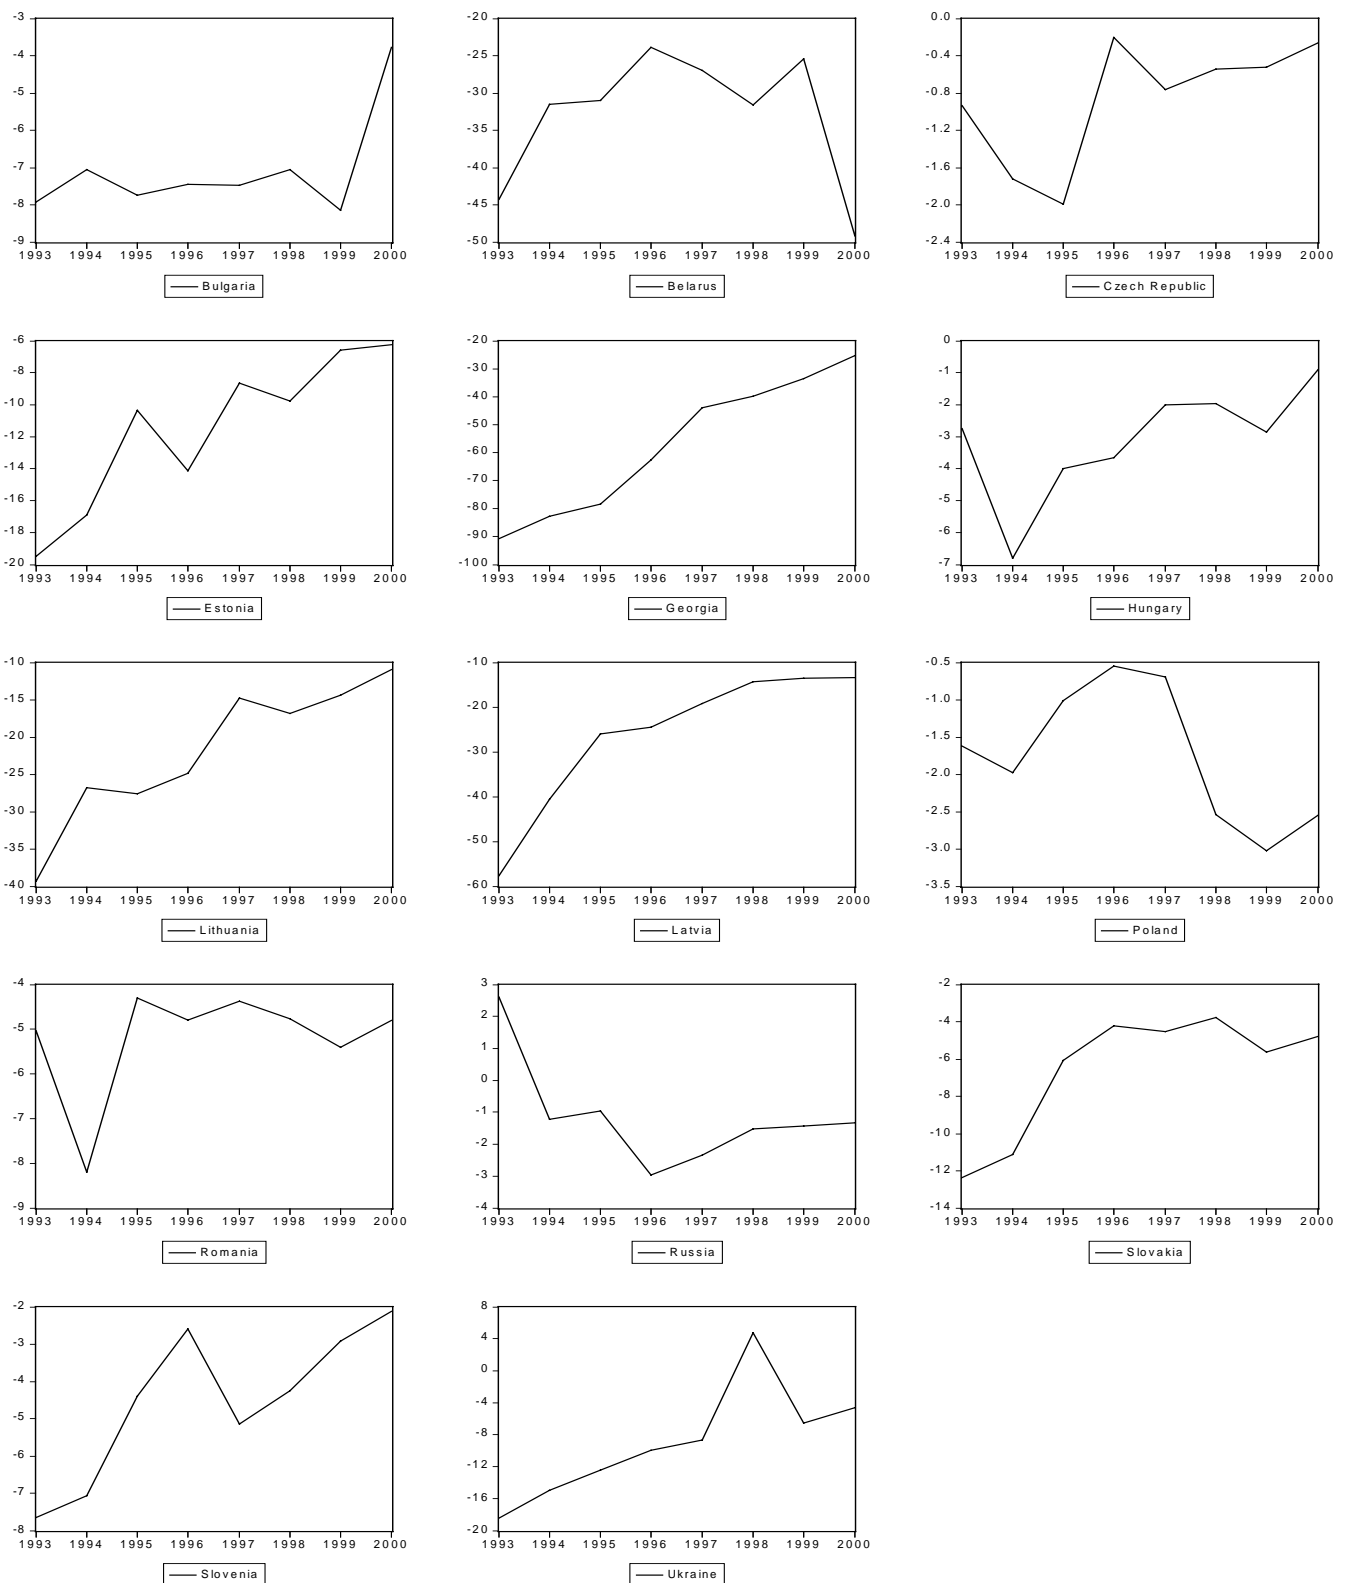 -3 -20 0.0
-4 -25 -0.4
-5 -30 -0.8
-6 -35 -1.2
-7 -40 -1.6
-8 -45 -2.0
-9 -50 -2.4
1993 1994 1995 1996 1997 1998 1999 2000 1993 1994 1995 1996 1997 1998 1999 2000 1993 1994 1995 1996 1997 1998 1999 2000
Bulgaria Belarus Czech Republic
-6 -20 0
-8 -30 -1
-10 -40 -2
-12 -50 -3
-14 -60 -4
-16 -70 -5
-18 -80 -6
-20 -90 -7
-100
1993 1994 1995 1996 1997 1998 1999 2000 1993 1994 1995 1996 1997 1998 1999 2000 1993 1994 1995 1996 1997 1998 1999 2000
Estonia Georgia Hungary
-10 -10 -0.5
-15 -20 -1.0
-20 -30 -1.5
-25 -40 -2.0
-30 -50 -2.5
-35 -60 -3.0
-40 -3.5
1993 1994 1995 1996 1997 1998 1999 2000 1993 1994 1995 1996 1997 1998 1999 2000 1993 1994 1995 1996 1997 1998 1999 2000
Lithuania Latvia Poland
-4 3 -2
-5 2 -4
-6 1 -6
-7 0 -8
-8 -1 -10
-9 -2 -12
-3 -14
-4
1993 1994 1995 1996 1997 1998 1999 2000 1993 1994 1995 1996 1997 1998 1999 2000 1993 1994 1995 1996 1997 1998 1999 2000
Romania Russia Slovakia
-2 8
-3 4
-4 0
-5 -4
-6 -8
-7 -12
-8 -16
-20
1993 1994 1995 1996 1997 1998 1999 2000 1993 1994 1995 1996 1997 1998 1999 2000
Slovenia Ukraine